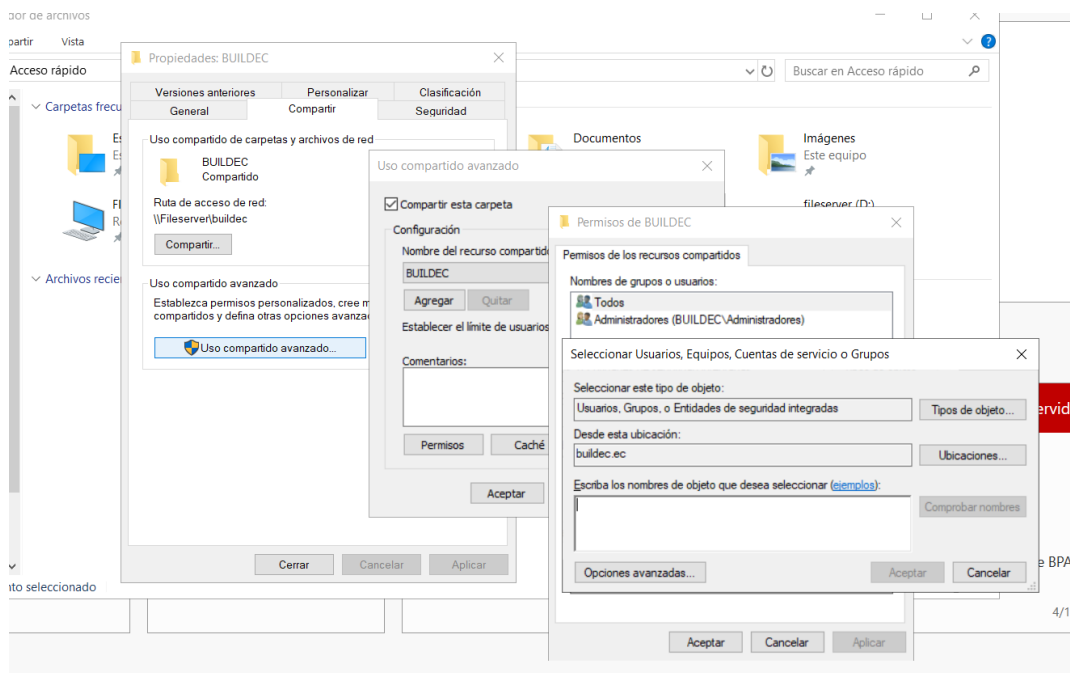 dor de archivos
partir Vista
Acceso rápido
Buscar en Acceso rápido
Carpetas frecu
Documentos
Imágenes
Este equipo
fileserver (D:)
Archivos recie
Propiedades: BUILDEC
Versiones anteriores Personalizar Clasificación
General Compartir Seguridad
Uso compartido de carpetas y archivos de red
BUILDEC
Compartido
Ruta de acceso de red:
\\Fileserver\buildec
Compartir...
Uso compartido avanzado
Establezca permisos personalizados, cree m
compartidos y defina otras opciones avanza
Uso compartido avanzado...
Cerrar Cancelar Aplicar
Uso compartido avanzado
Compartir esta carpeta
Configuración
Nombre del recurso compartido
BUILDEC
Agregar Quitar
Establecer el límite de usuarios
Comentarios:
Permisos Caché
Aceptar
Permisos de BUILDEC
Permisos de los recursos compartidos
Nombres de grupos o usuarios:
Todos
Administradores (BUILDEC\Administradores)
Seleccionar Usuarios, Equipos, Cuentas de servicio o Grupos
Seleccionar este tipo de objeto:
Usuarios, Grupos, o Entidades de seguridad integradas Tipos de objeto...
Desde esta ubicación:
buildec.ec Ubicaciones...
Escriba los nombres de objeto que desea seleccionar (ejemplos):
Comprobar nombres
Opciones avanzadas... Aceptar Cancelar
Aceptar Cancelar Aplicar
ervid
e BPA
4/1
nto seleccionado